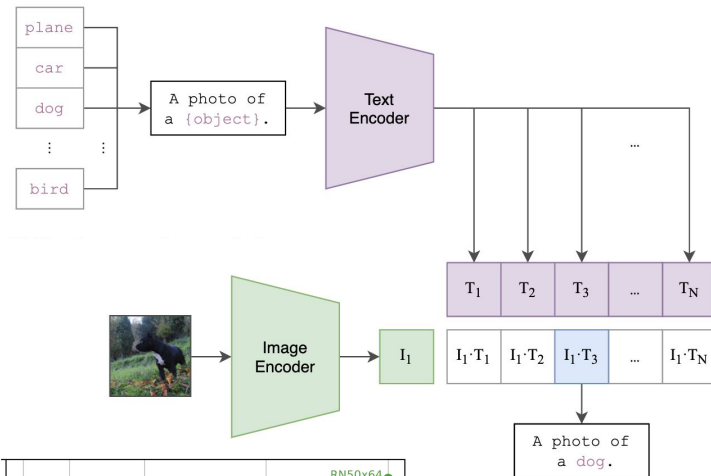 plane
car
dog
⋮ ⋮
bird
A photo of
a {object}.
Text
Encoder
...
T1 T2 T3 ... TN
Image
Encoder
I1
I1·T1 I1·T2 I1·T3 ... I1·TN
A photo of
a dog.
RN50x64